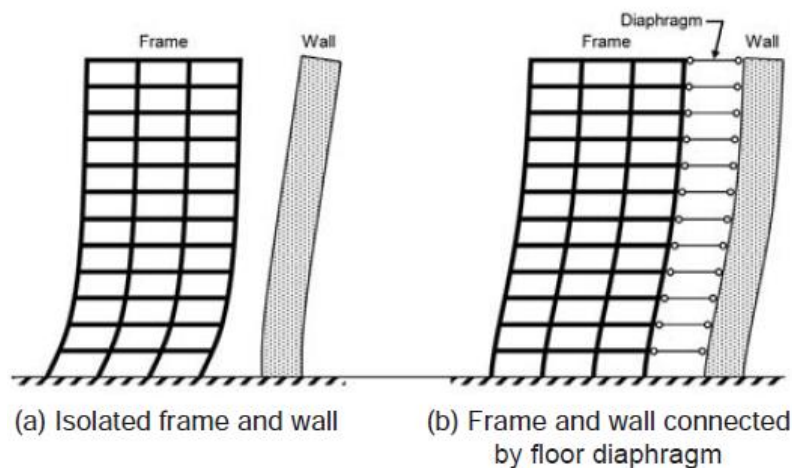 Frame
Wall
Diaphragm
Frame
Wall
(a) Isolated frame and wall
(b) Frame and wall connected
by floor diaphragm